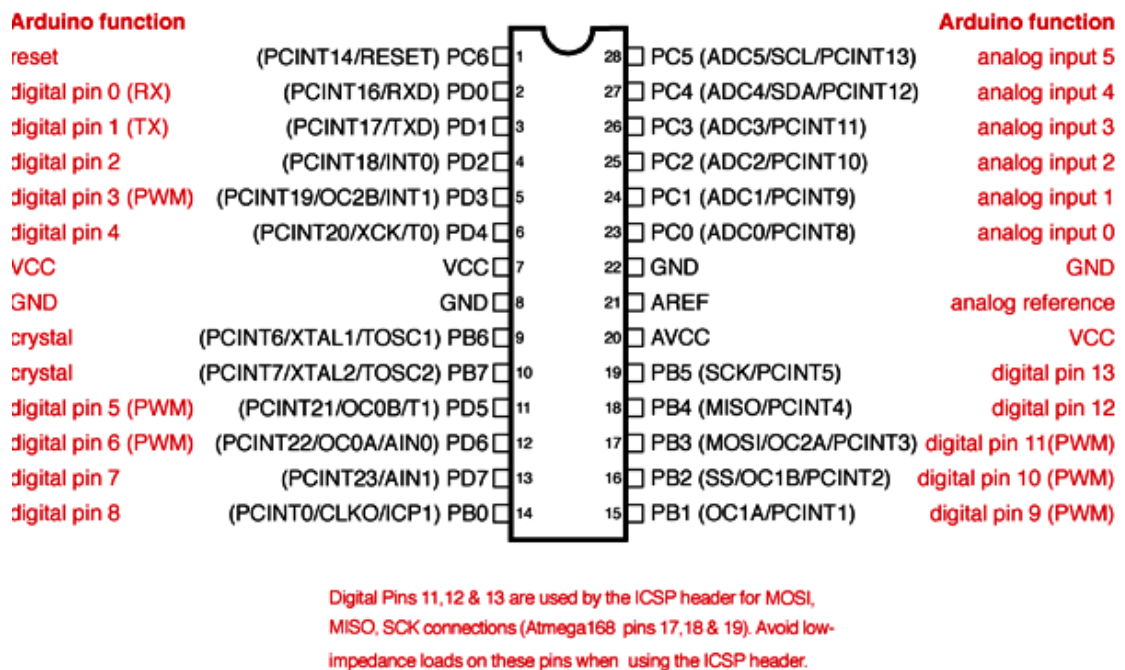 Arduino function Arduino function
reset (PCINT14/RESET) PC6 1 28 PC5 (ADC5/SCL/PCINT13) analog input 5
digital pin 0 (RX) (PCINT16/RXD) PD0 2 27 PC4 (ADC4/SDA/PCINT12) analog input 4
digital pin 1 (TX) (PCINT17/TXD) PD1 3 26 PC3 (ADC3/PCINT11) analog input 3
digital pin 2 (PCINT18/INT0) PD2 4 25 PC2 (ADC2/PCINT10) analog input 2
digital pin 3 (PWM) (PCINT19/OC2B/INT1) PD3 5 24 PC1 (ADC1/PCINT9) analog input 1
digital pin 4 (PCINT20/XCK/T0) PD4 6 23 PC0 (ADC0/PCINT8) analog input 0
VCC VCC 7 22 GND GND
GND GND 8 21 AREF analog reference
crystal (PCINT6/XTAL1/TOSC1) PB6 9 20 AVCC VCC
crystal (PCINT7/XTAL2/TOSC2) PB7 10 19 PB5 (SCK/PCINT5) digital pin 13
digital pin 5 (PWM) (PCINT21/OC0B/T1) PD5 11 18 PB4 (MISO/PCINT4) digital pin 12
digital pin 6 (PWM) (PCINT22/OC0A/AIN0) PD6 12 17 PB3 (MOSI/OC2A/PCINT3) digital pin 11(PWM)
digital pin 7 (PCINT23/AIN1) PD7 13 16 PB2 (SS/OC1B/PCINT2) digital pin 10 (PWM)
digital pin 8 (PCINT0/CLKO/ICP1) PB0 14 15 PB1 (OC1A/PCINT1) digital pin 9 (PWM)
Digital Pins 11,12 & 13 are used by the ICSP header for MOSI,
MISO, SCK connections (Atmega168 pins 17,18 & 19). Avoid low-
impedance loads on these pins when using the ICSP header.